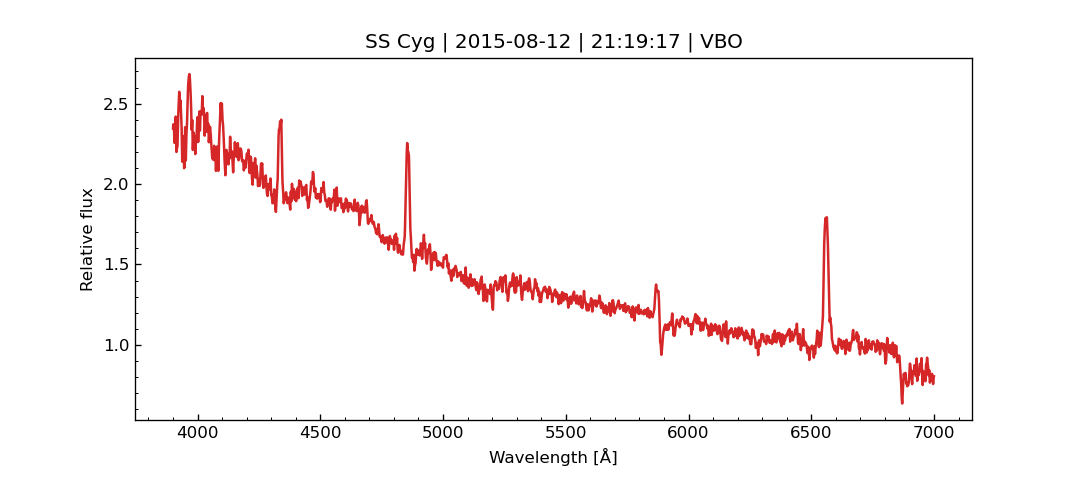 SS Cyg | 2015-08-12 | 21:19:17 | VBO
2.5
2.0
1.5
1.0
Relative flux
4000 4500 5000 5500 6000 6500 7000
Wavelength [Å]